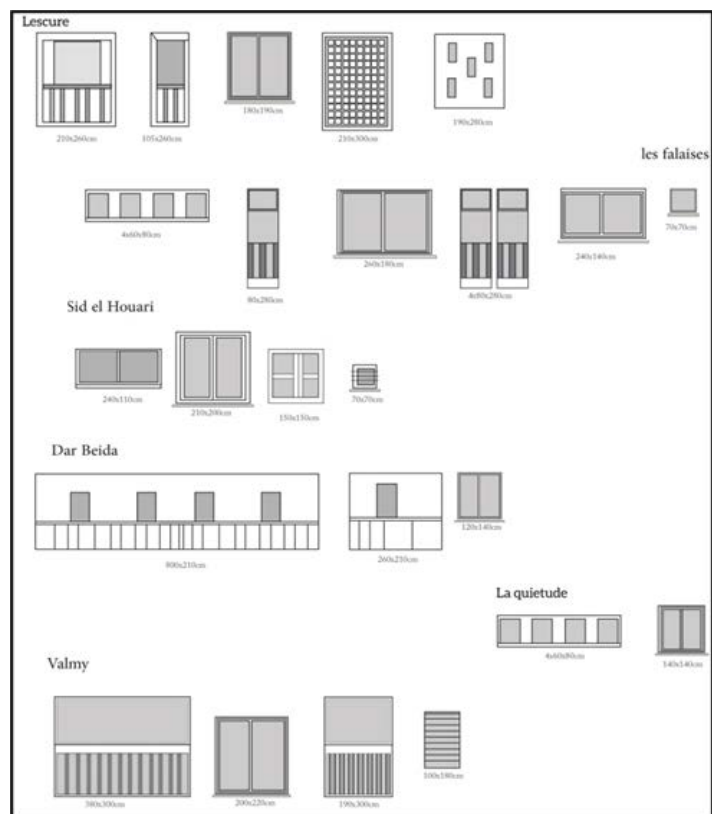 Lescure
210x260cm
105x260cm
180x190cm
210x300cm
190x280cm
les falaises
4x60x80cm
80x280cm
260x180cm
4x80x280cm
240x140cm
70x70cm
Sid el Houari
240x110cm
210x200cm
150x150cm
70x70cm
Dar Beida
800x210cm
260x210cm
120x140cm
La quietude
4x60x80cm
140x140cm
Valmy
380x300cm
200x220cm
190x300cm
100x180cm